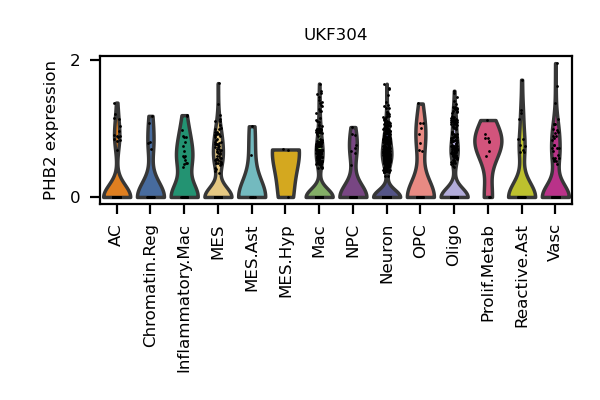 UKF304
PHB2 expression
2
0
AC
Chromatin.Reg
Inflammatory.Mac
MES
MES.Ast
MES.Hyp
Mac
NPC
Neuron
OPC
Oligo
Prolif.Metab
Reactive.Ast
Vasc